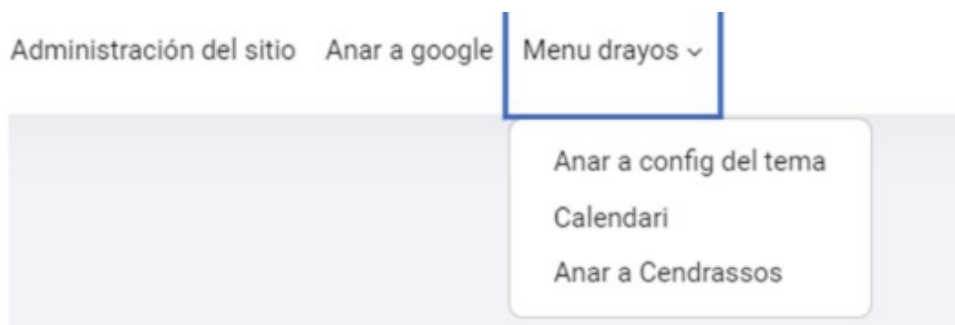 Administración del sitio Anar a google Menu drayos
Anar a config del tema
Calendari
Anar a Cendrassos